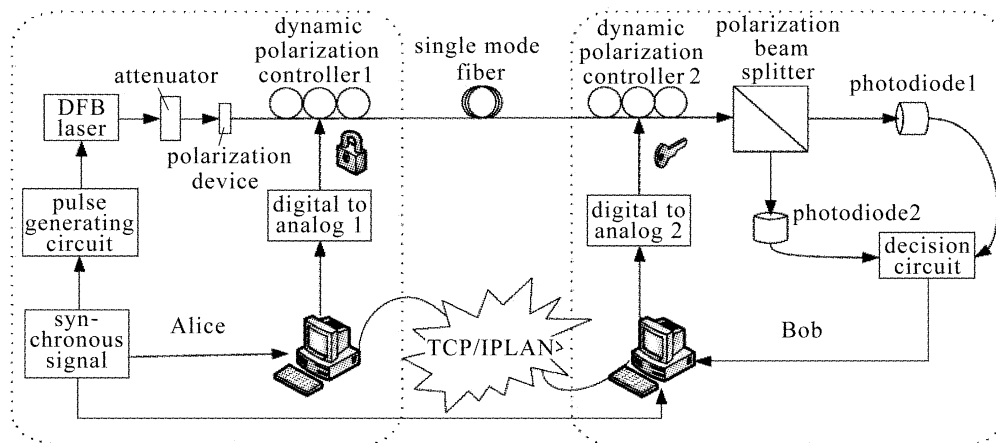 dynamic
polarization
controller1
attenuator
DFB
laser
polarization
device
pulse
generating
circuit
digital to
analog 1
syn-
chronous
signal
Alice
single mode
fiber
TCP/IPLAN
dynamic
polarization
controller 2
polarization
beam
splitter
photodiode1
digital to
analog 2
photodiode2
decision
circuit
Bob